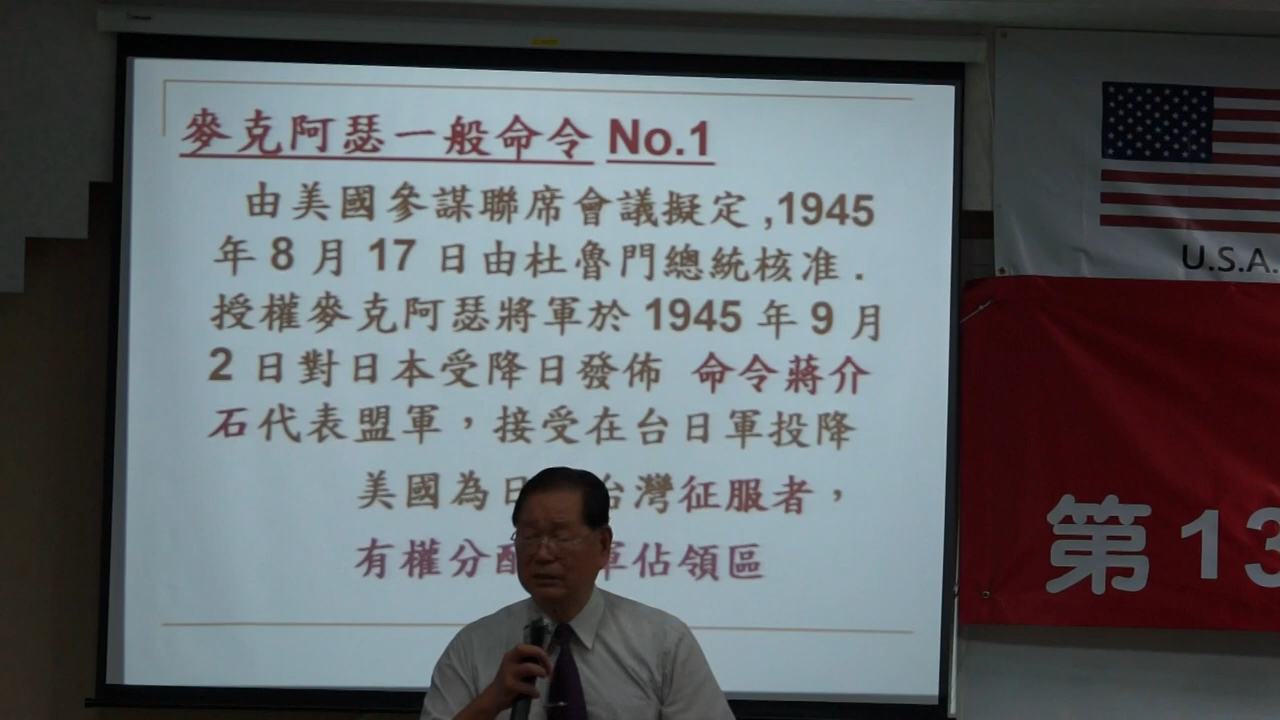 麥克阿瑟一般命令 No.1
由美國參謀聯席會議擬定,1945
年 8 月 17 日由杜魯門總統核准.
授權麥克阿瑟將軍於 1945 年 9 月
2 日對日本受降日發佈 命令蔣介
石代表盟軍,接受在台日軍投降
美國為日 台灣征服者,
有權分配 軍佔領區
U.S.A.
第 13